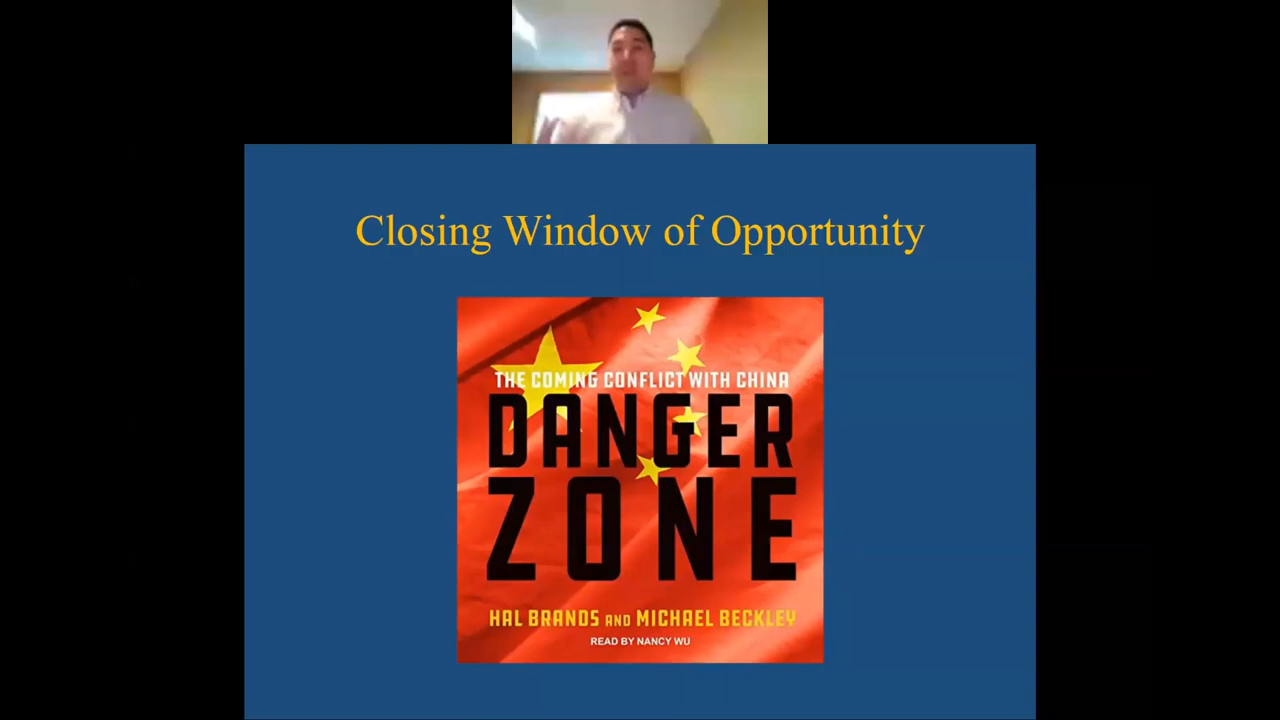 Closing Window of Opportunity
THE COMING CONFLICT WITH CHINA
DANGER
ZONE
HAL BRANDS AND MICHAEL BECKLEY
READ BY NANCY WU